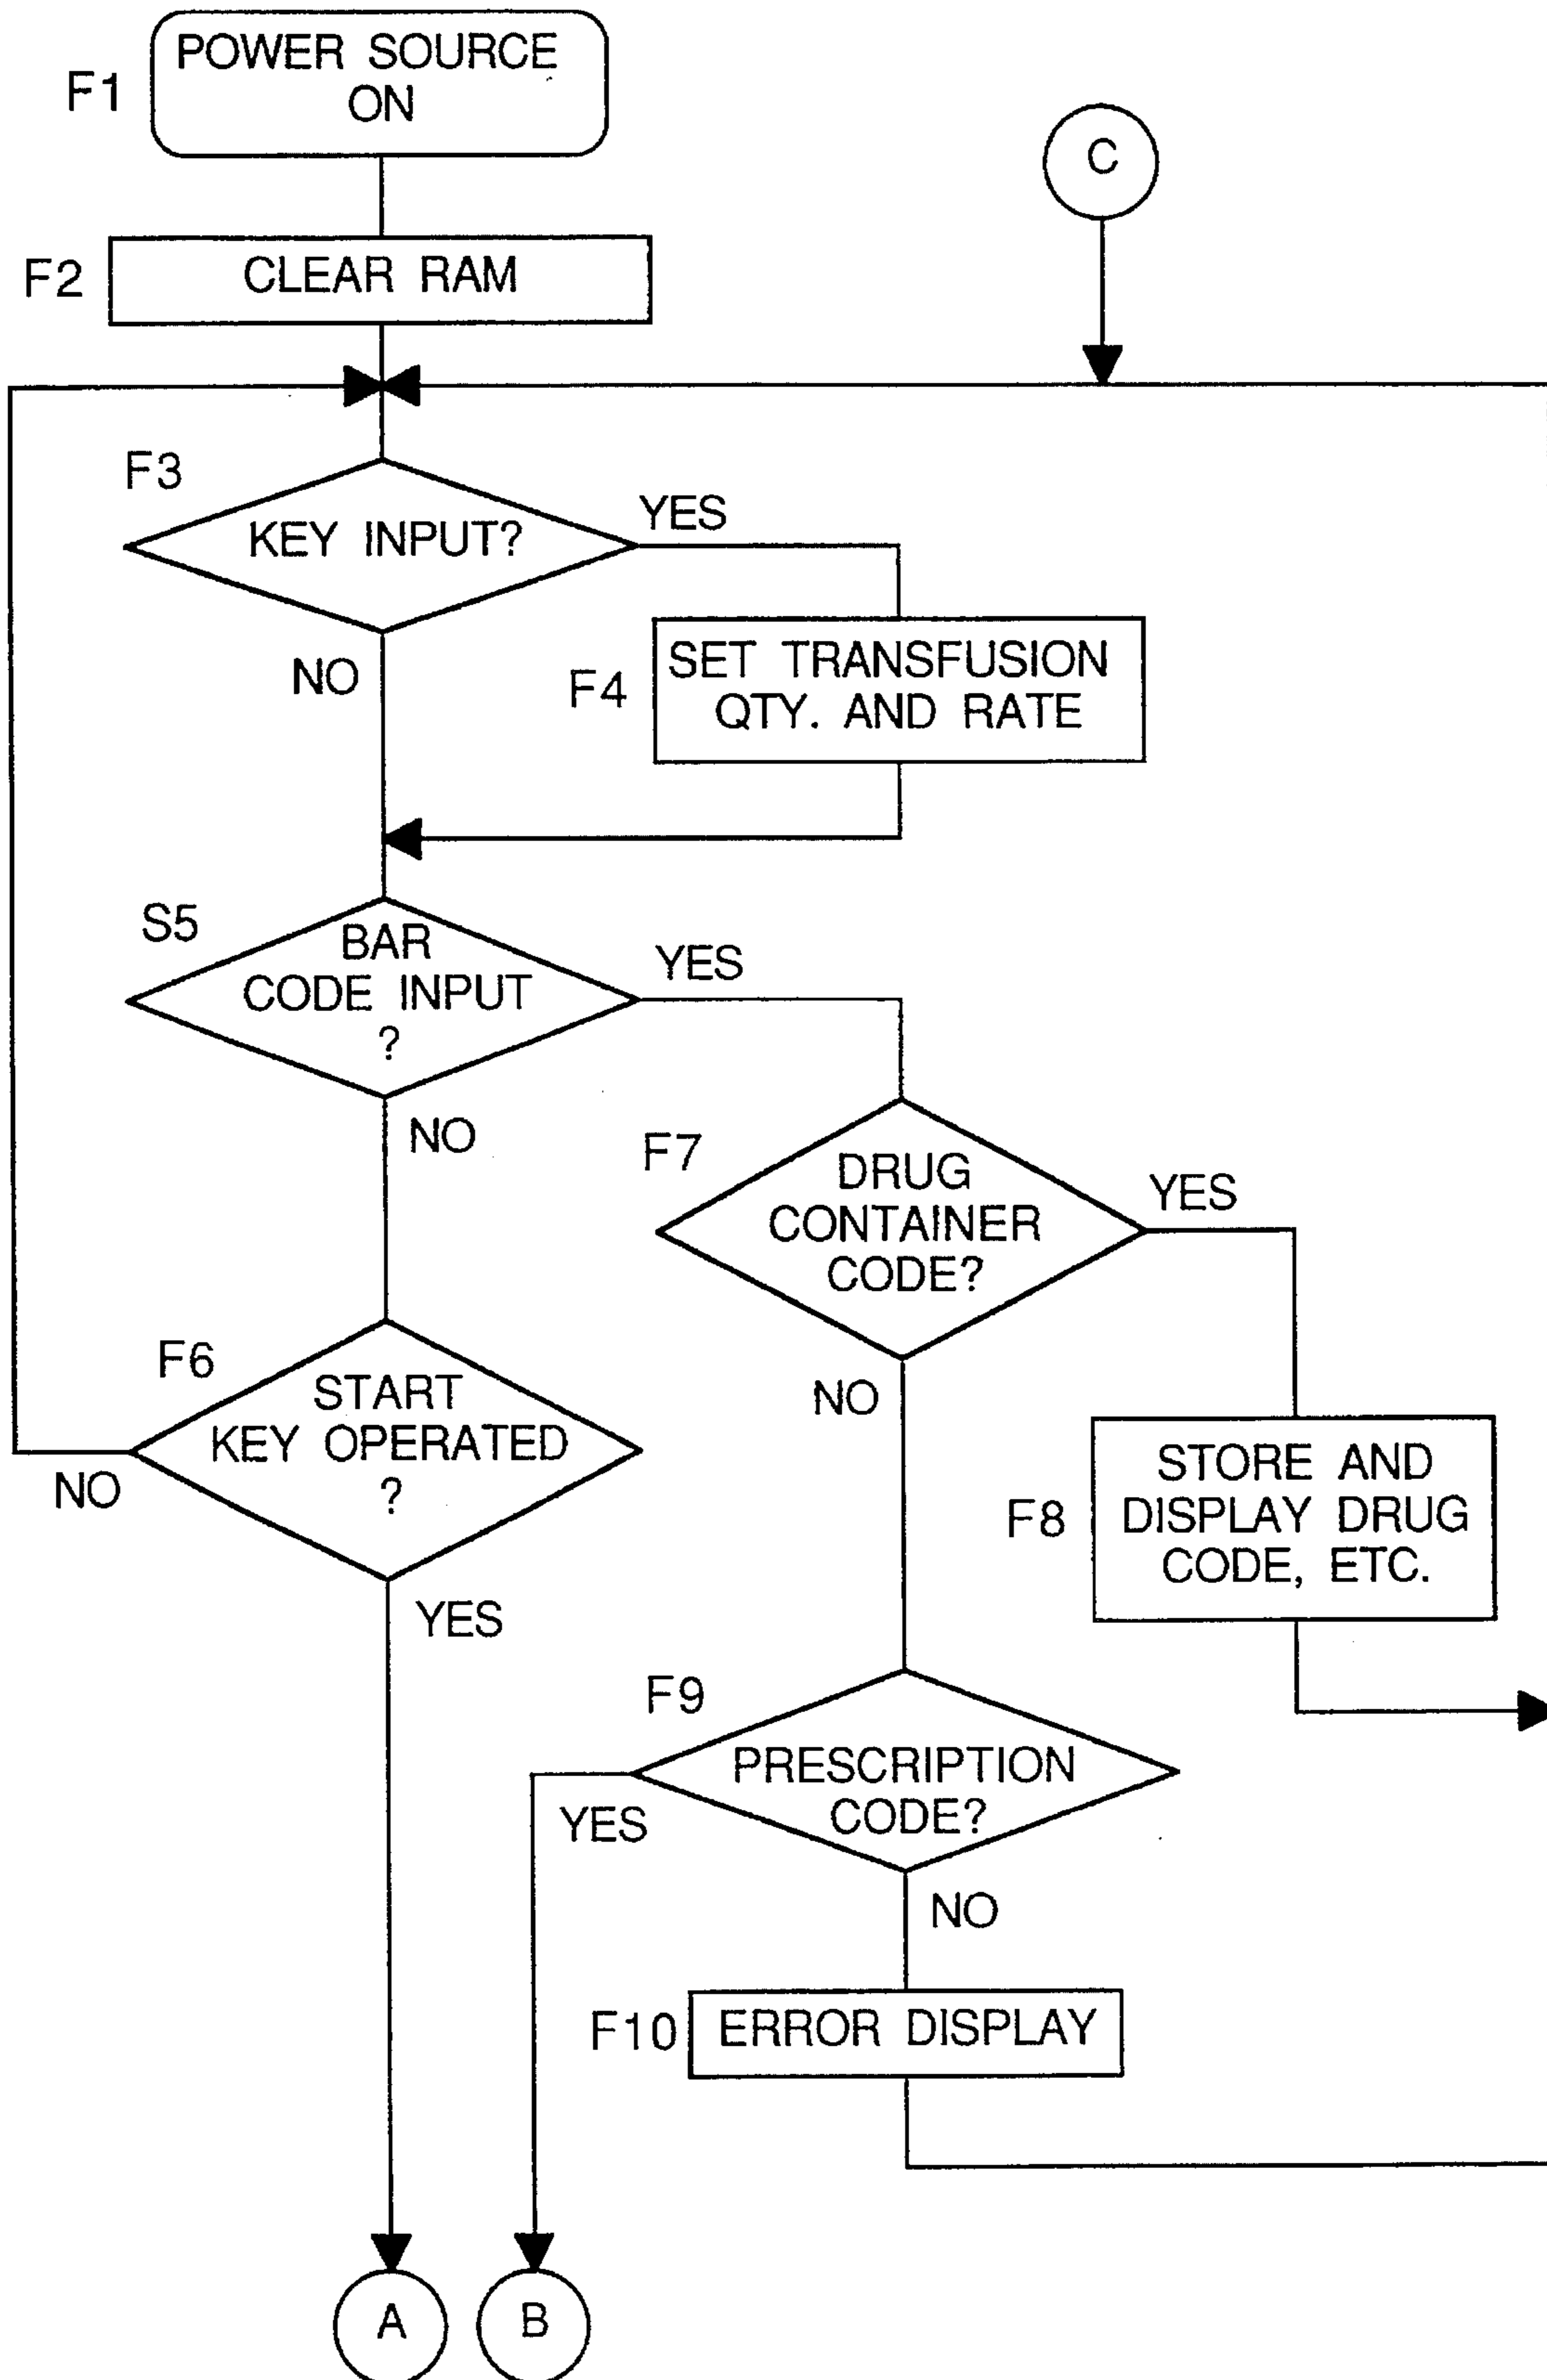 F1
POWER SOURCE
ON
C
F2
CLEAR RAM
F3
KEY INPUT?
YES
NO
F4
SET TRANSFUSION
QTY. AND RATE
S5
BAR
CODE INPUT
?
YES
NO
F7
DRUG
CONTAINER
CODE?
YES
NO
F6
START
KEY OPERATED
?
NO
YES
F8
STORE AND
DISPLAY DRUG
CODE, ETC.
F9
PRESCRIPTION
CODE?
YES
NO
F10
ERROR DISPLAY
A
B